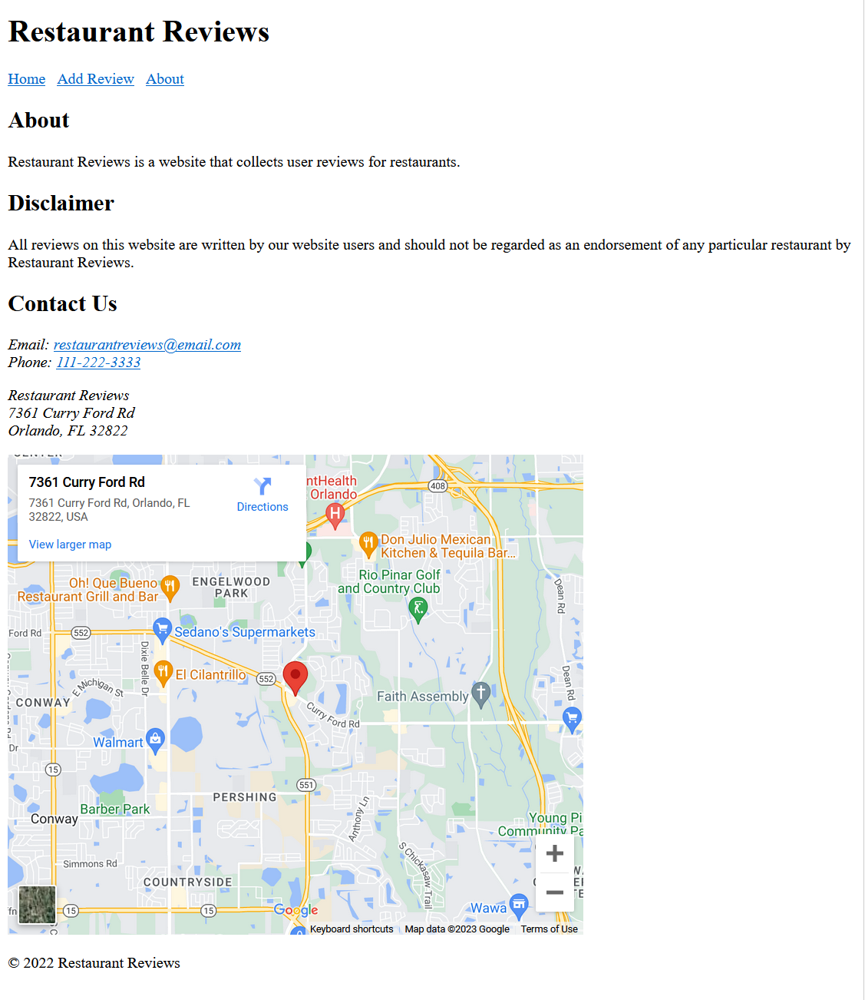 Restaurant Reviews
Home Add Review About
About
Restaurant Reviews is a website that collects user reviews for restaurants.
Disclaimer
All reviews on this website are written by our website users and should not be regarded as an endorsement of any particular restaurant by
Restaurant Reviews.
Contact Us
Email: restaurantreviews@email.com
Phone: 111-222-3333
Restaurant Reviews
7361 Curry Ford Rd
Orlando, FL 32822
7361 Curry Ford Rd
7361 Curry Ford Rd, Orlando, FL
32822, USA
Directions
View larger map
ntHealth
Orlando
408
Don Julio Mexican
Kitchen & Tequila Bar...
Oh! Que Bueno
Restaurant Grill and Bar
ENGELWOOD
PARK
Rio Pinar Golf
and Country Club
Dean Rd
Ford Rd
552
Sedano's Supermarkets
Dixie Belle Dr
El Cilantrillo
552
E Michigan St
CONWAY
Curry Ford Rd
Faith Assembly
Dean Rd
Walmart
Dr
15
551
PERSHING
Barber Park
Conway
Anthony Ln
Young Pi
Community Pa
Simmons Rd
S Chickasaw Trail
COUNTRYSIDE
15
15
Google
Wawa
Keyboard shortcuts Map data ©2023 Google Terms of Use
© 2022 Restaurant Reviews